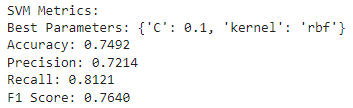 SVM Metrics:
Best Parameters: {'C': 0.1, 'kernel': 'rbf'}
Accuracy: 0.7492
Precision: 0.7214
Recall: 0.8121
F1 Score: 0.7640